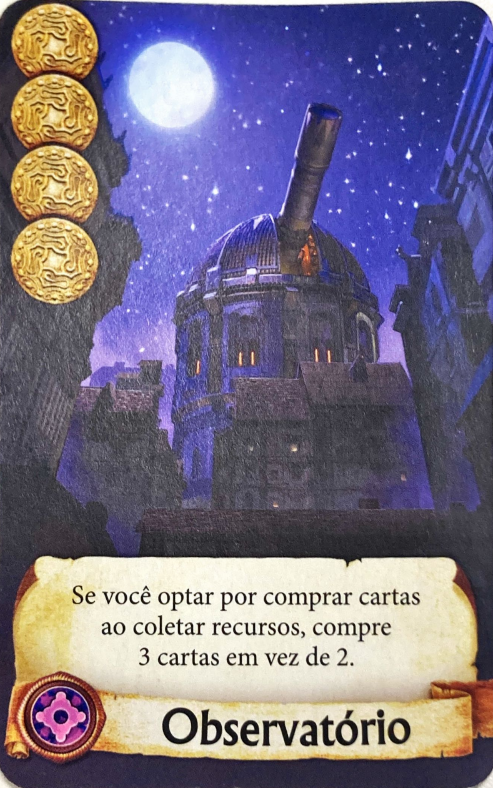 Se você optar por comprar cartas
ao coletar recursos, compre
3 cartas em vez de 2.
Observatório